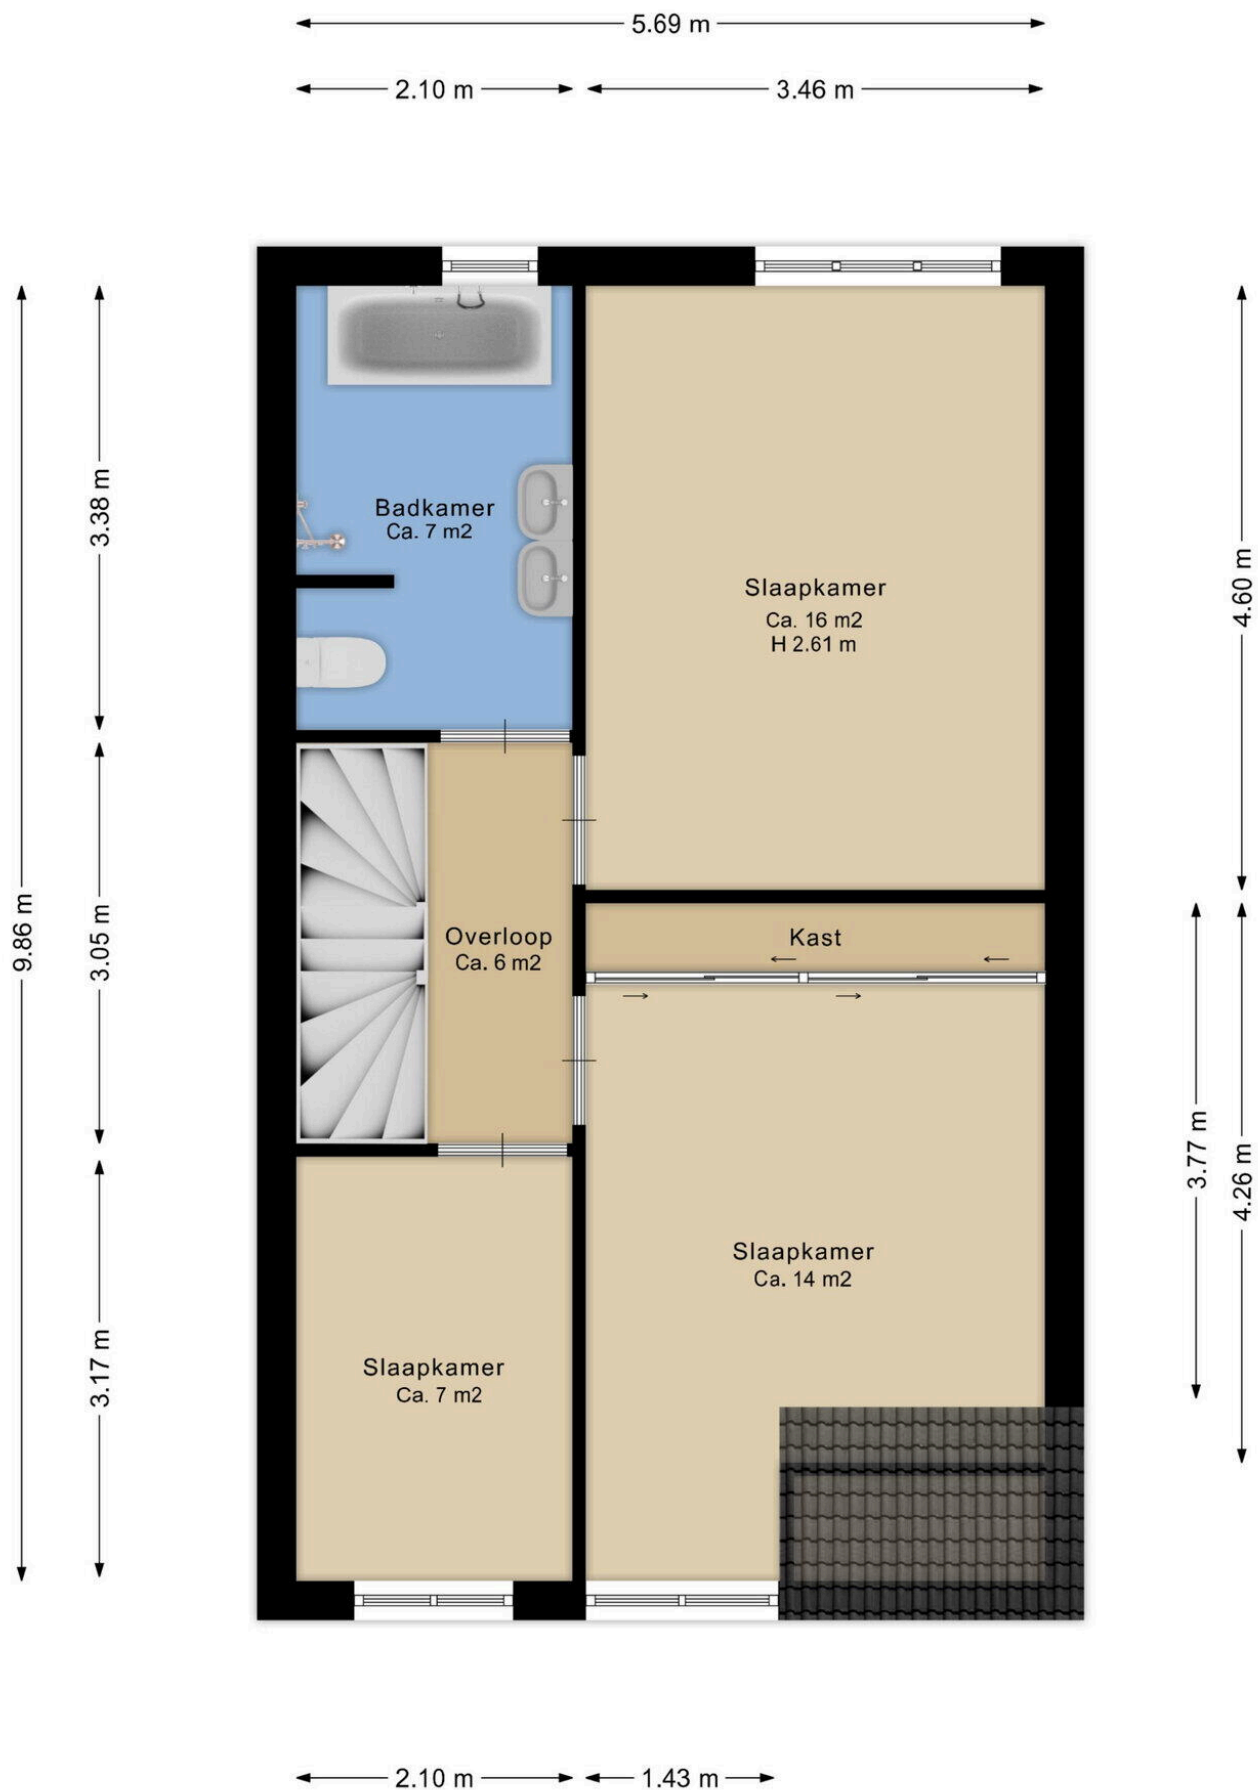 5.69 m
2.10 m
3.46 m
3.38 m
Badkamer
Ca. 7 m2
Slaapkamer
Ca. 16 m2
H 2.61 m
4.60 m
9.86 m
3.05 m
Overloop
Ca. 6 m2
Kast
3.77 m
4.26 m
Slaapkamer
Ca. 14 m2
3.17 m
Slaapkamer
Ca. 7 m2
2.10 m
1.43 m